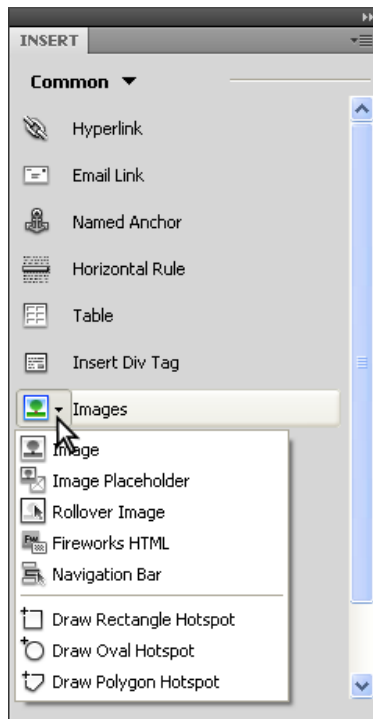 INSERT
Common
Hyperlink
Email Link
Named Anchor
Horizontal Rule
Table
Insert Div Tag
Images
Image
Image Placeholder
Rollover Image
Fireworks HTML
Navigation Bar
Draw Rectangle Hotspot
Draw Oval Hotspot
Draw Polygon Hotspot